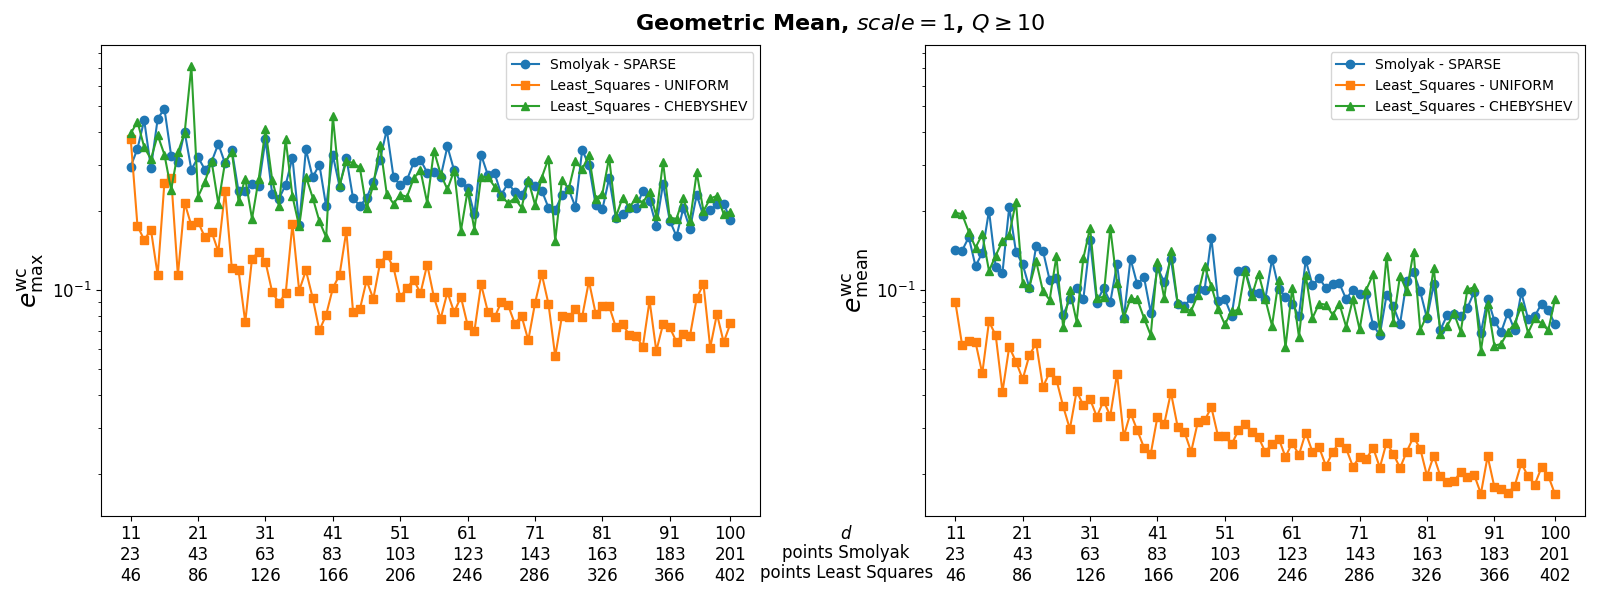 Geometric Mean, scale = 1, Q ≥ 10
Smolyak - SPARSE
Least_Squares - UNIFORM
Least_Squares - CHEBYSHEV
e^wc_max
10^-1
11 21 31 41 51 61 71 81 91 100
23 43 63 83 103 123 143 163 183 201
46 86 126 166 206 246 286 326 366 402
d
points Smolyak
points Least Squares
Smolyak - SPARSE
Least_Squares - UNIFORM
Least_Squares - CHEBYSHEV
e^wc_mean
10^-1
11 21 31 41 51 61 71 81 91 100
23 43 63 83 103 123 143 163 183 201
46 86 126 166 206 246 286 326 366 402